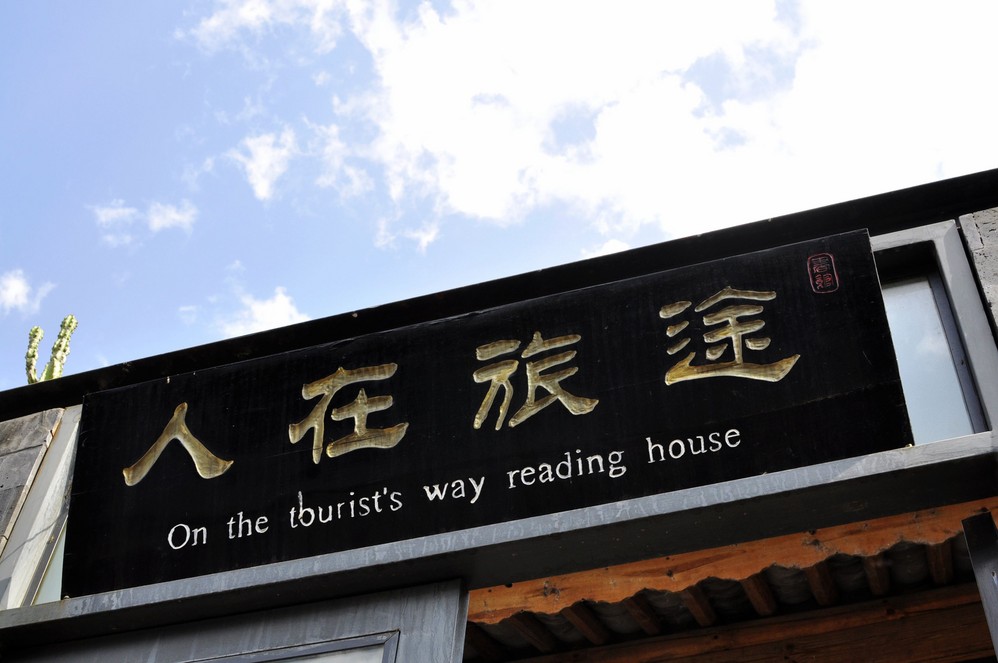 人在旅途
On the tourist's way reading house